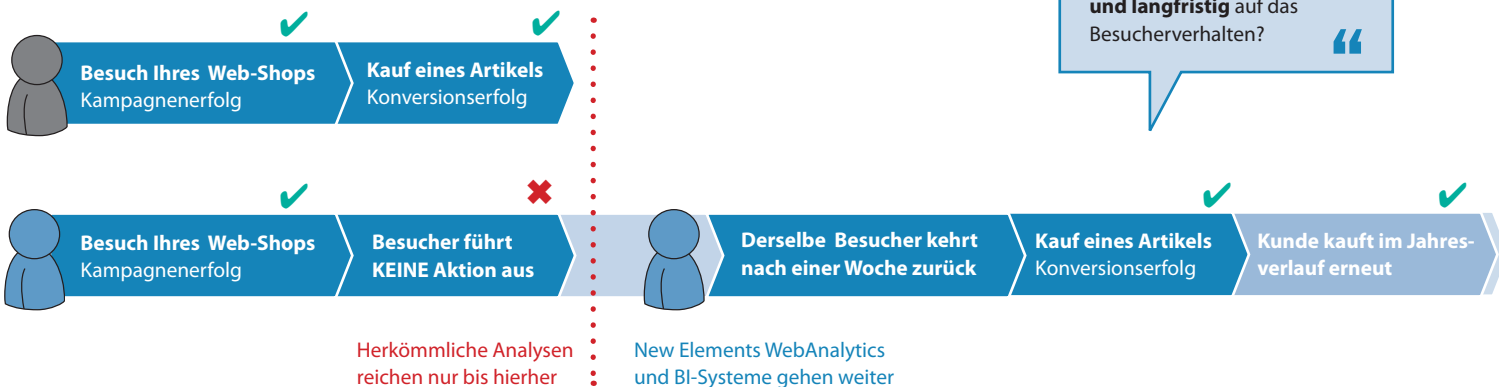 und langfristig auf das
Besucherverhalten?
“
Besuch Ihres Web-Shops
Kampagnenerfolg
Kauf eines Artikels
Konversionserfolg
Besuch Ihres Web-Shops
Kampagnenerfolg
Besucher führt
KEINE Aktion aus
Derselbe Besucher kehrt
nach einer Woche zurück
Kauf eines Artikels
Konversionserfolg
Kunde kauft im Jahres-
verlauf erneut
Herkömmliche Analysen
reichen nur bis hierher
New Elements WebAnalytics
und BI-Systeme gehen weiter